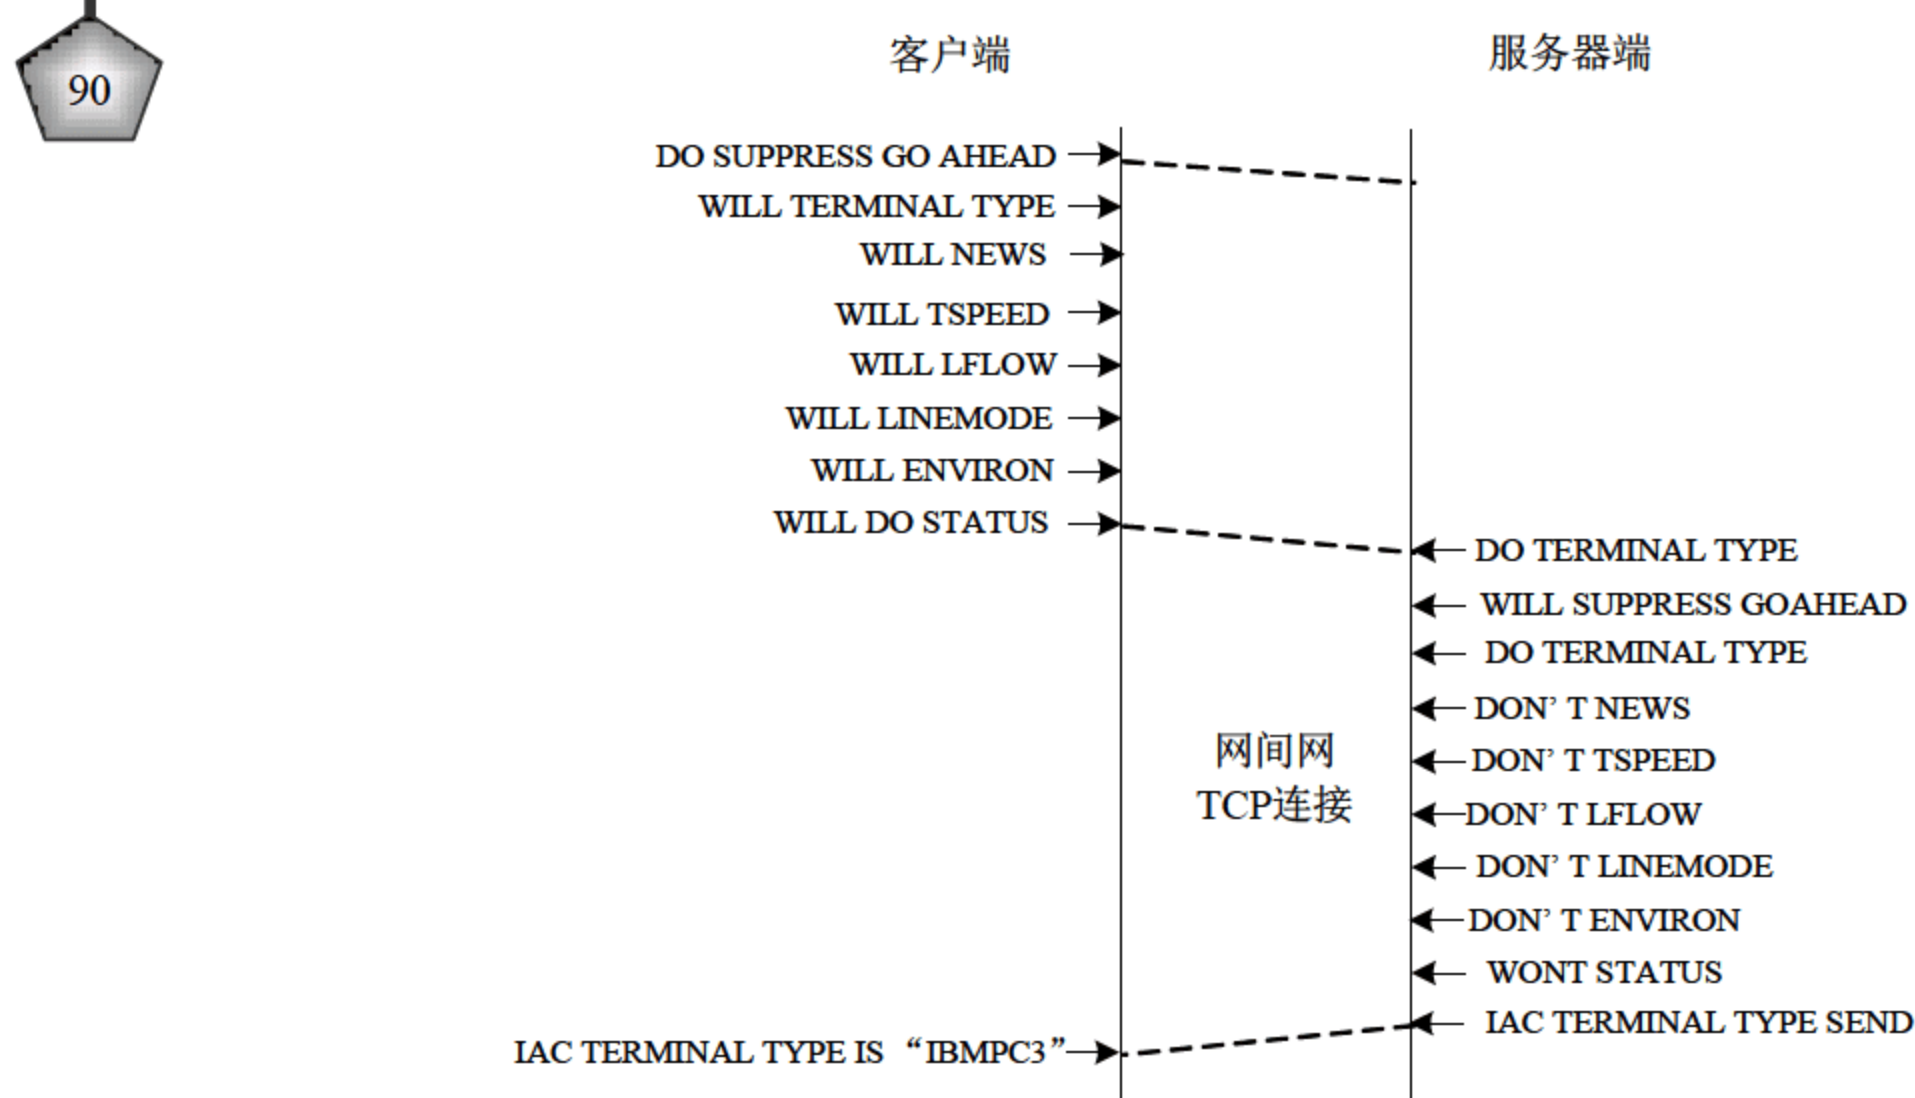 90
客户端
服务器端
DO SUPPRESS GO AHEAD
WILL TERMINAL TYPE
WILL NEWS
WILL TSPEED
WILL LFLOW
WILL LINEMODE
WILL ENVIRON
WILL DO STATUS
DO TERMINAL TYPE
WILL SUPPRESS GOAHEAD
DO TERMINAL TYPE
DON’T NEWS
网间网
TCP连接
DON’T TSPEED
DON’T LFLOW
DON’T LINEMODE
DON’T ENVIRON
WONT STATUS
IAC TERMINAL TYPE SEND
IAC TERMINAL TYPE IS “IBMPC3”